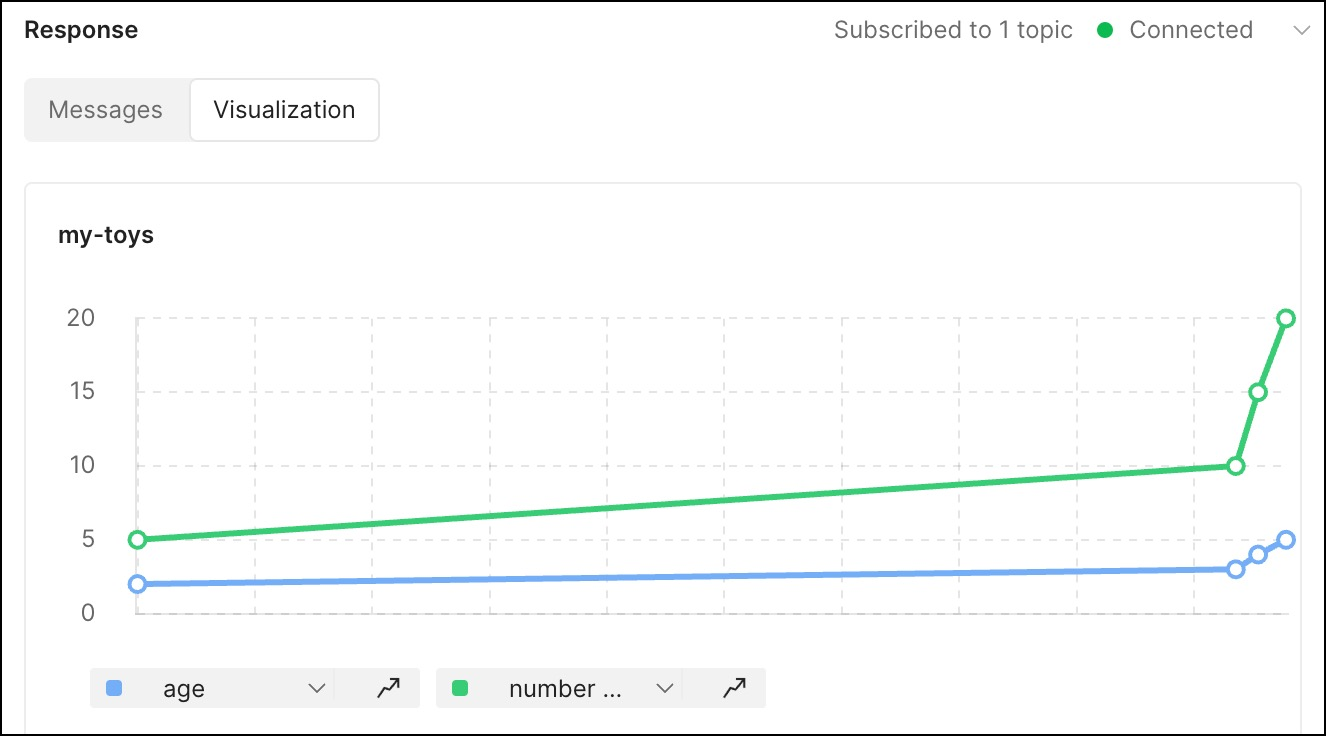 Response
Subscribed to 1 topic
Connected
Messages
Visualization
my-toys
20
15
10
5
0
age
number ...